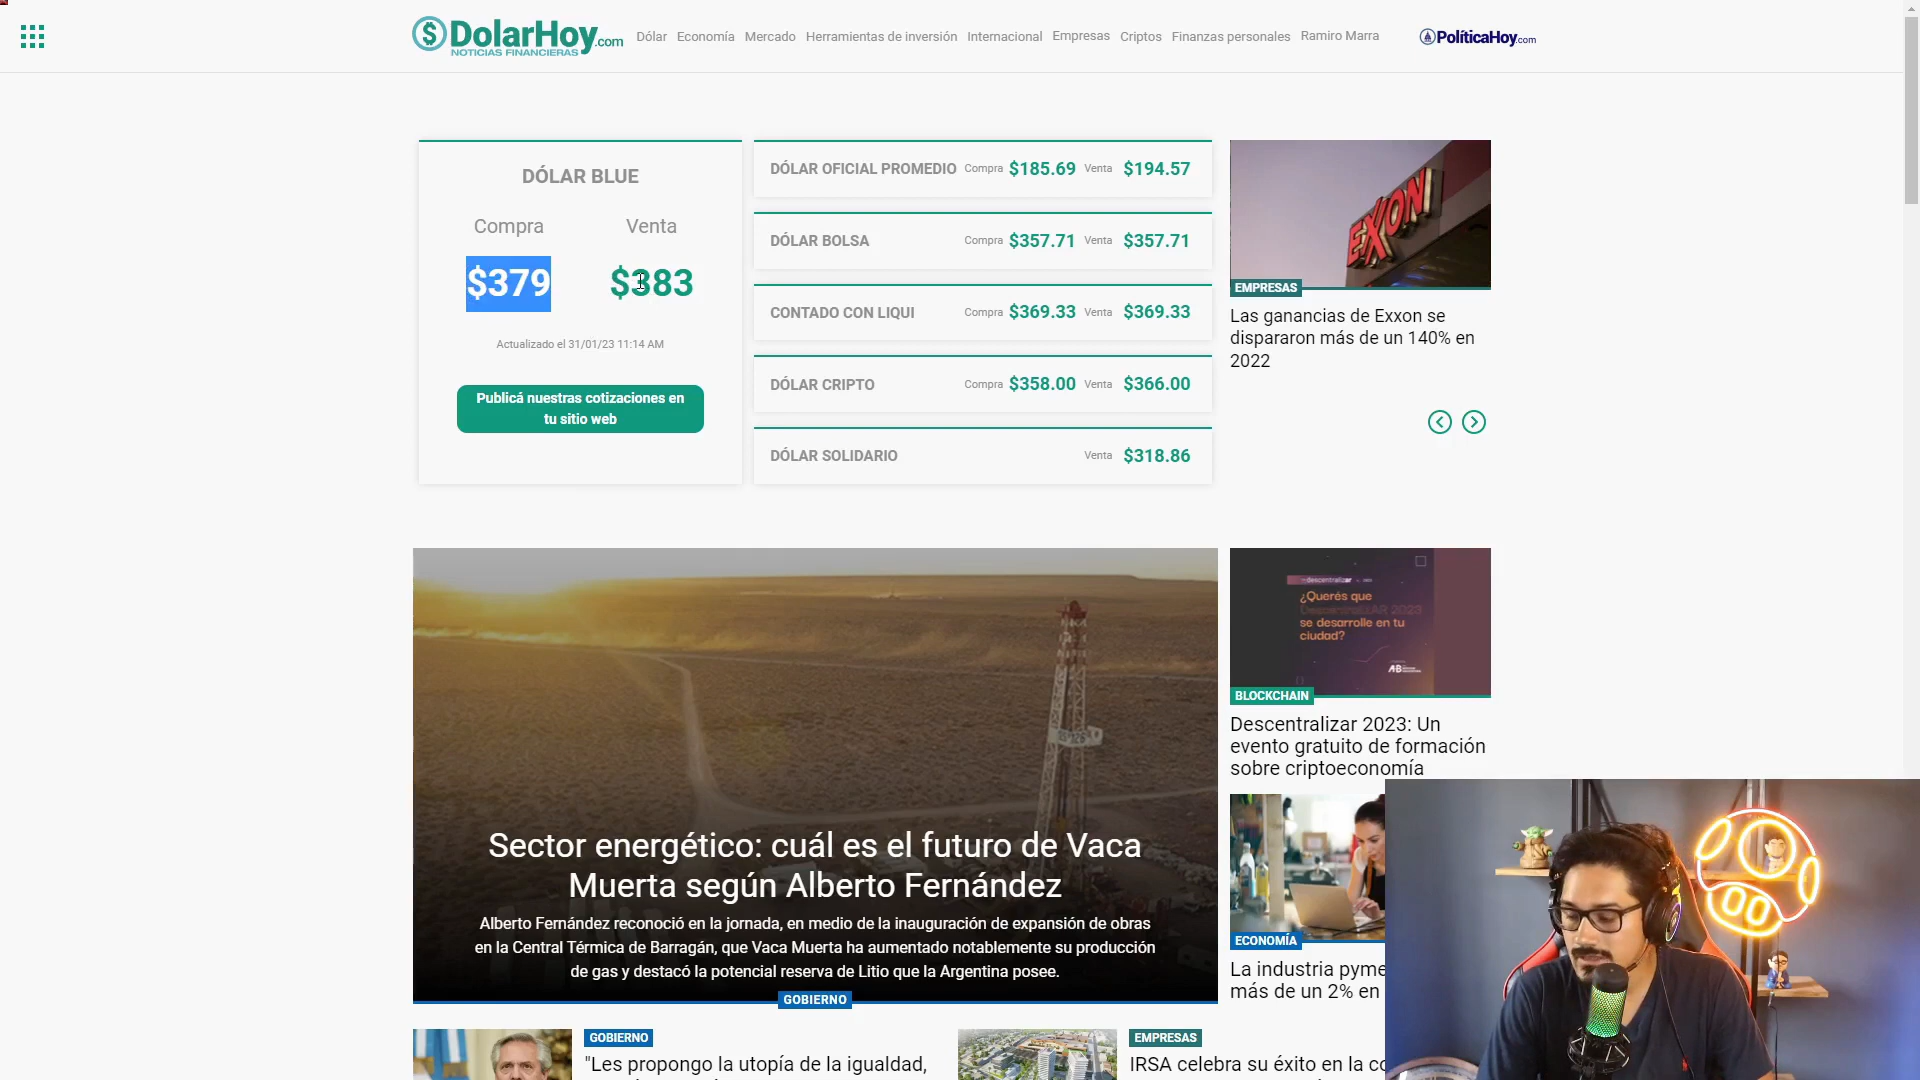 DolarHoy.com
NOTICIAS FINANCIERAS
Dólar Economía Mercado Herramientas de inversión Internacional Empresas Criptos Finanzas personales Ramiro Marra
PolíticaHoy.com
DÓLAR BLUE
Compra Venta
$379 $383
Actualizado el 31/01/23 11:14 AM
Publicá nuestras cotizaciones en
tu sitio web
DÓLAR OFICIAL PROMEDIO Compra $185.69 Venta $194.57
DÓLAR BOLSA Compra $357.71 Venta $357.71
CONTADO CON LIQUI Compra $369.33 Venta $369.33
DÓLAR CRIPTO Compra $358.00 Venta $366.00
DÓLAR SOLIDARIO Venta $318.86
EXXON
EMPRESAS
Las ganancias de Exxon se
dispararon más de un 140% en
2022
Sector energético: cuál es el futuro de Vaca
Muerta según Alberto Fernández
Alberto Fernández reconoció en la jornada, en medio de la inauguración de expansión de obras
en la Central Térmica de Barragán, que Vaca Muerta ha aumentado notablemente su producción
de gas y destacó la potencial reserva de Litio que la Argentina posee.
GOBIERNO
descentralizar
¿Querés que
DescentralizAR 2023
se desarrolle en tu
ciudad?
BLOCKCHAIN
Descentralizar 2023: Un
evento gratuito de formación
sobre criptoeconomía
ECONOMÍA
La industria pyme
más de un 2% en
GOBIERNO
"Les propongo la utopía de la igualdad,
EMPRESAS
IRSA celebra su éxito en la co